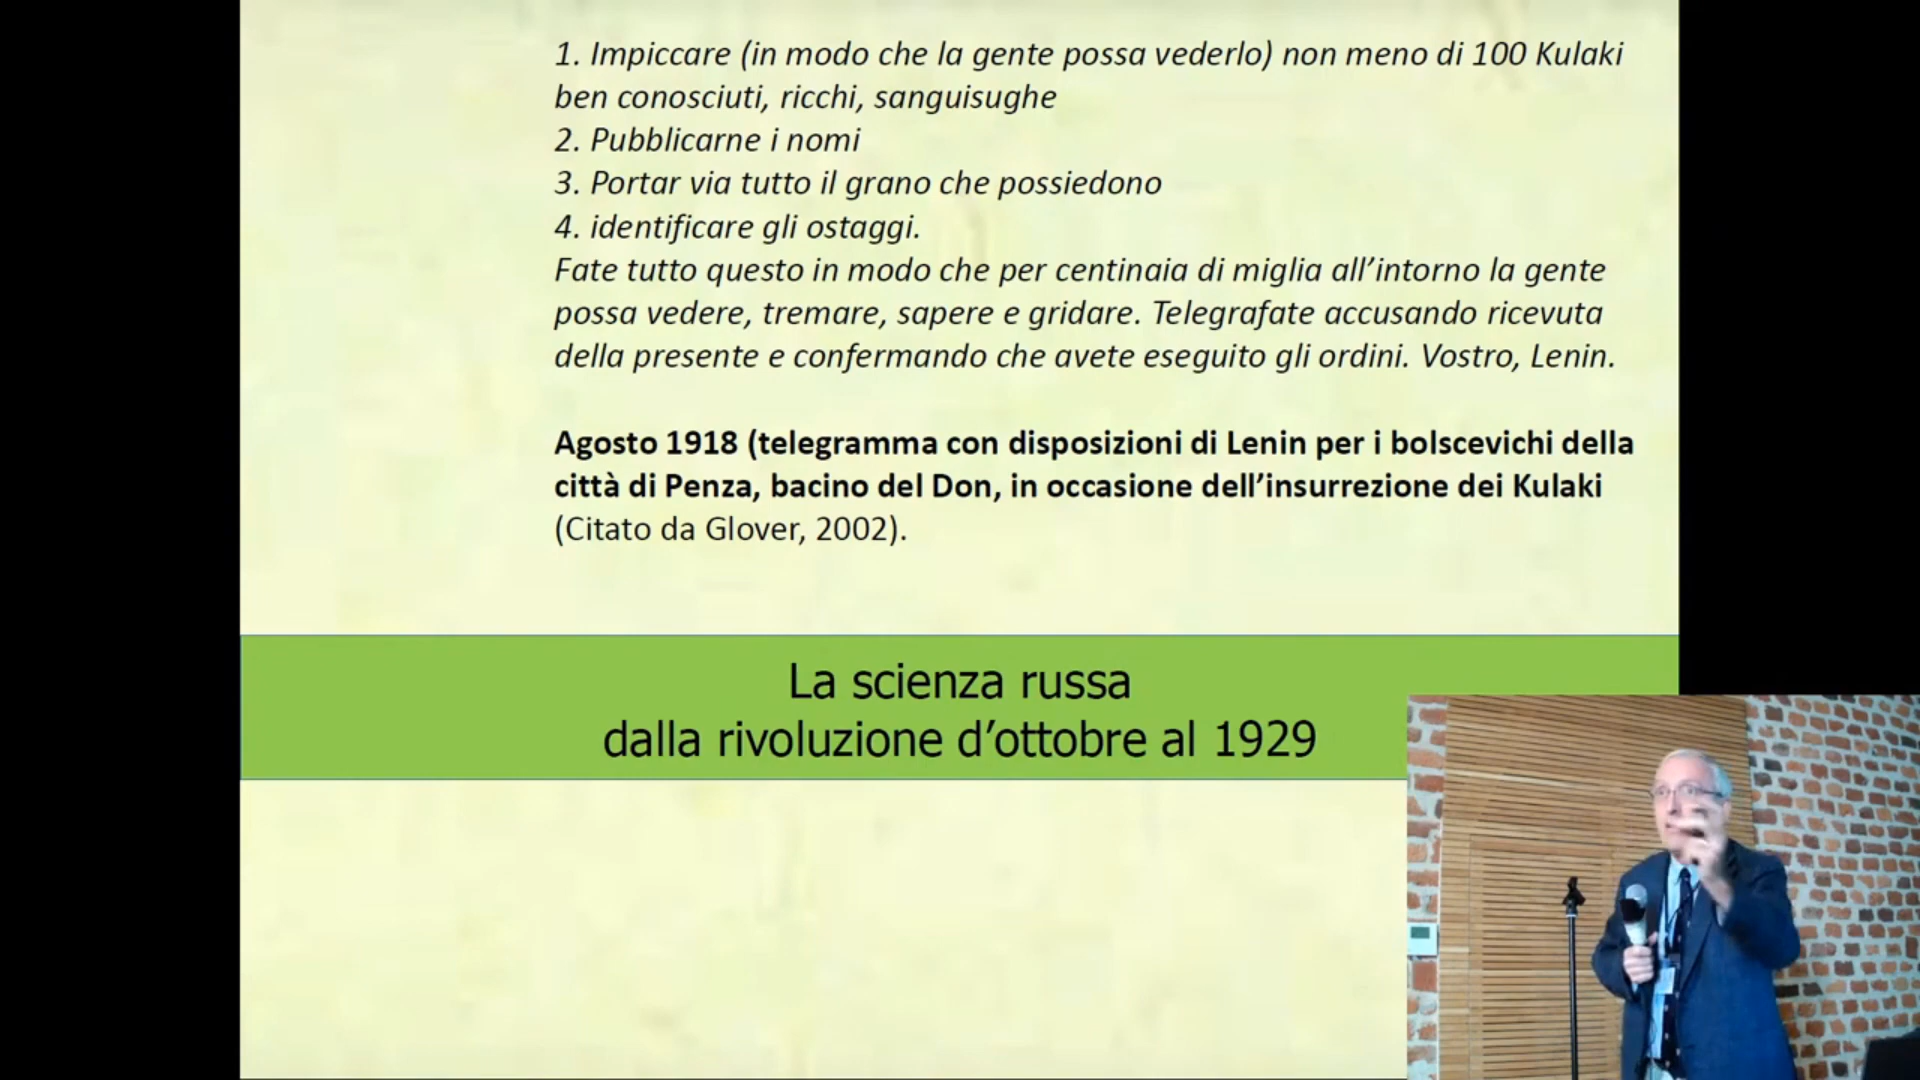 1. Impiccare (in modo che la gente possa vederlo) non meno di 100 Kulaki
ben conosciuti, ricchi, sanguisughe
2. Pubblicarne i nomi
3. Portar via tutto il grano che possiedono
4. identificare gli ostaggi.
Fate tutto questo in modo che per centinaia di miglia all’intorno la gente
possa vedere, tremare, sapere e gridare. Telegrafate accusando ricevuta
della presente e confermando che avete eseguito gli ordini. Vostro, Lenin.
Agosto 1918 (telegramma con disposizioni di Lenin per i bolscevichi della
città di Penza, bacino del Don, in occasione dell’insurrezione dei Kulaki
(Citato da Glover, 2002).
La scienza russa
dalla rivoluzione d’ottobre al 1929